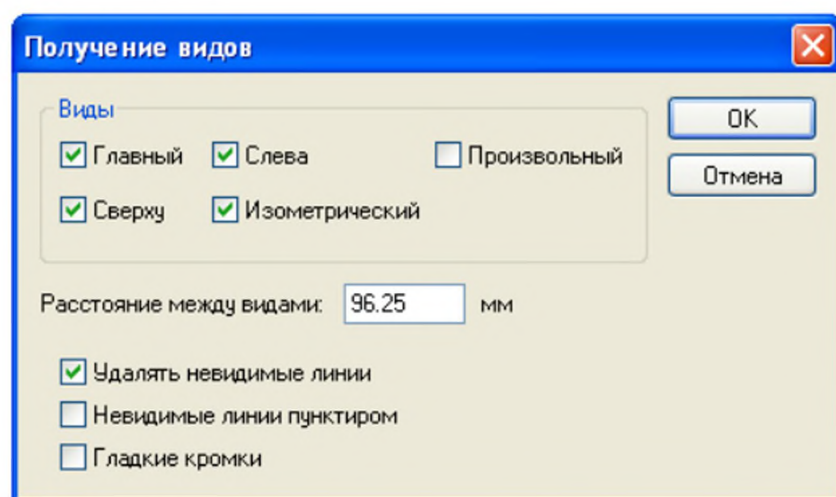 Получение видов
Виды
Главный Слева Произвольный OK
Сверху Изометрический Отмена
Расстояние между видами: 96.25 мм
Удалять невидимые линии
Невидимые линии пунктиром
Гладкие кромки